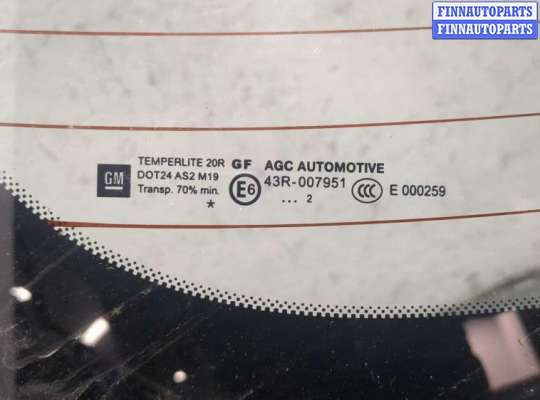 FINNAUTOPARTS
FINNAUTOPARTS
TEMPERLITE 20R GF AGC AUTOMOTIVE
GM DOT24 AS2 M19 E6 43R-007951 CCC E 000259
Transp. 70% min.
* ... 2